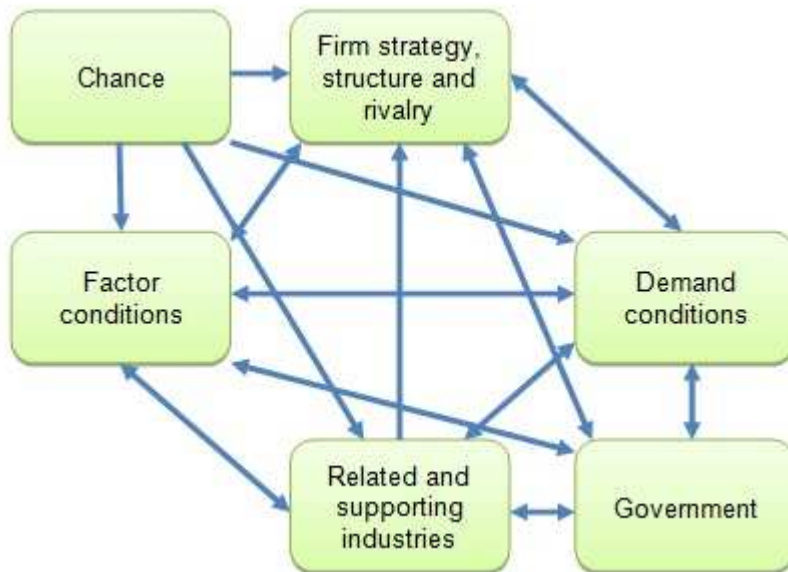 Chance
Firm strategy,
structure and
rivalry
Factor
conditions
Demand
conditions
Related and
supporting
industries
Government